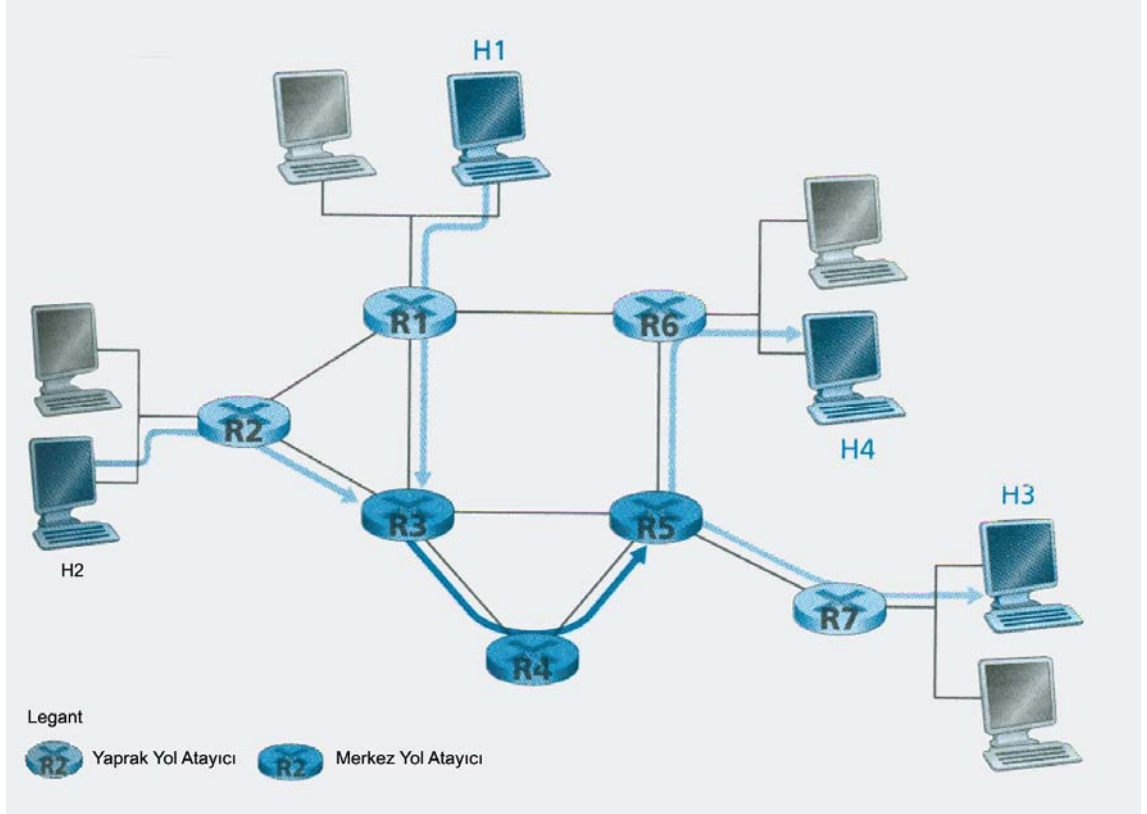 H1
R1
R6
R2
H4
R3
R5
H3
H2
R7
R4
Legant
R2 Yaprak Yol Atayıcı R2 Merkez Yol Atayıcı